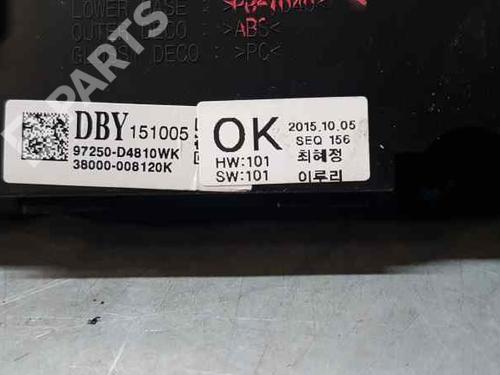 LOWER CASE :
OUTER DECO : >ABS<
GLOSSY DECO : >PC<
DBY 151005
97250-D4810WK
38000-008120K
OK 2015.10.05
SEQ 156
HW:101 최혜정
SW:101 이루리
PARTS